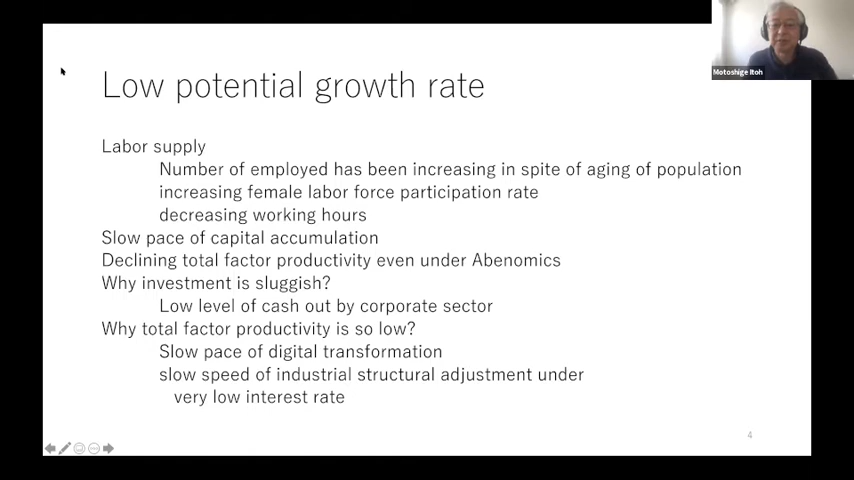 Motoshige Itoh
Low potential growth rate
Labor supply
Number of employed has been increasing in spite of aging of population
increasing female labor force participation rate
decreasing working hours
Slow pace of capital accumulation
Declining total factor productivity even under Abenomics
Why investment is sluggish?
Low level of cash out by corporate sector
Why total factor productivity is so low?
Slow pace of digital transformation
slow speed of industrial structural adjustment under
very low interest rate
4